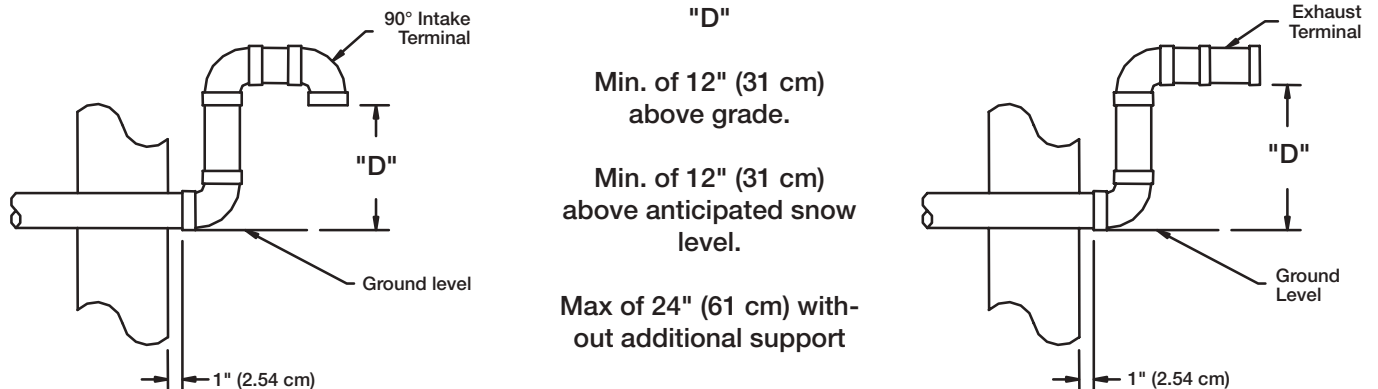 90° Intake
Terminal
"D"
Ground level
1" (2.54 cm)
"D"
Min. of 12" (31 cm)
above grade.
Min. of 12" (31 cm)
above anticipated snow
level.
Max of 24" (61 cm) with-
out additional support
Exhaust
Terminal
"D"
Ground
Level
1" (2.54 cm)